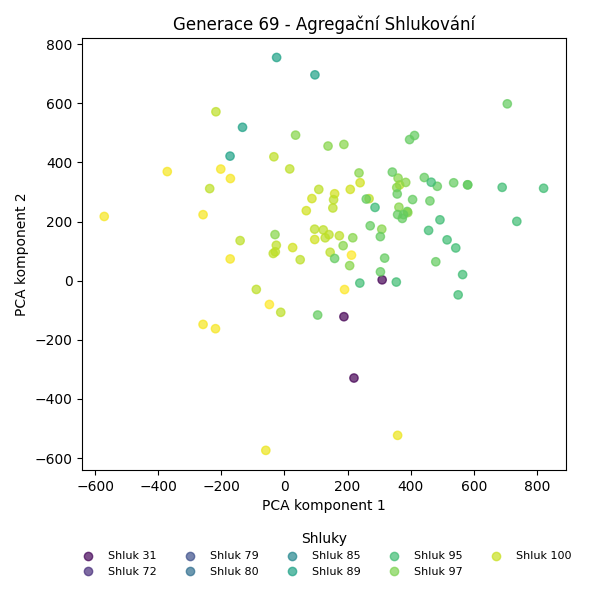 Generace 69 - Agregační Shlukování
PCA komponent 2
800
600
400
200
0
−200
−400
−600
−600 −400 −200 0 200 400 600 800
PCA komponent 1
Shluky
Shluk 31 Shluk 79 Shluk 85 Shluk 95 Shluk 100
Shluk 72 Shluk 80 Shluk 89 Shluk 97